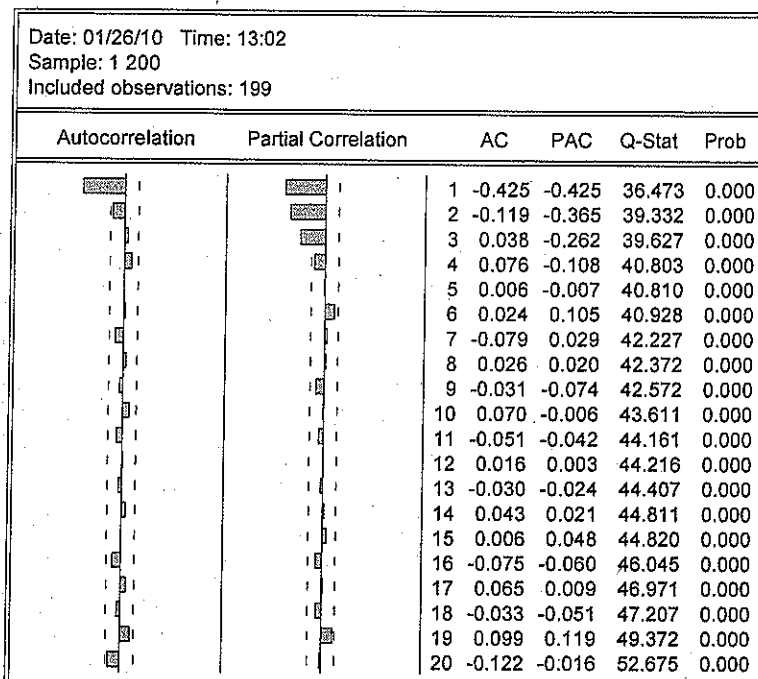 Date: 01/26/10 Time: 13:02
Sample: 1 200
Included observations: 199
Autocorrelation Partial Correlation AC PAC Q-Stat Prob
1 -0.425 -0.425 36.473 0.000
2 -0.119 -0.365 39.332 0.000
3 0.038 -0.262 39.627 0.000
4 0.076 -0.108 40.803 0.000
5 0.006 -0.007 40.810 0.000
6 0.024 0.105 40.928 0.000
7 -0.079 0.029 42.227 0.000
8 0.026 0.020 42.372 0.000
9 -0.031 -0.074 42.572 0.000
10 0.070 -0.006 43.611 0.000
11 -0.051 -0.042 44.161 0.000
12 0.016 0.003 44.216 0.000
13 -0.030 -0.024 44.407 0.000
14 0.043 0.021 44.811 0.000
15 0.006 0.048 44.820 0.000
16 -0.075 -0.060 46.045 0.000
17 0.065 0.009 46.971 0.000
18 -0.033 -0.051 47.207 0.000
19 0.099 0.119 49.372 0.000
20 -0.122 -0.016 52.675 0.000